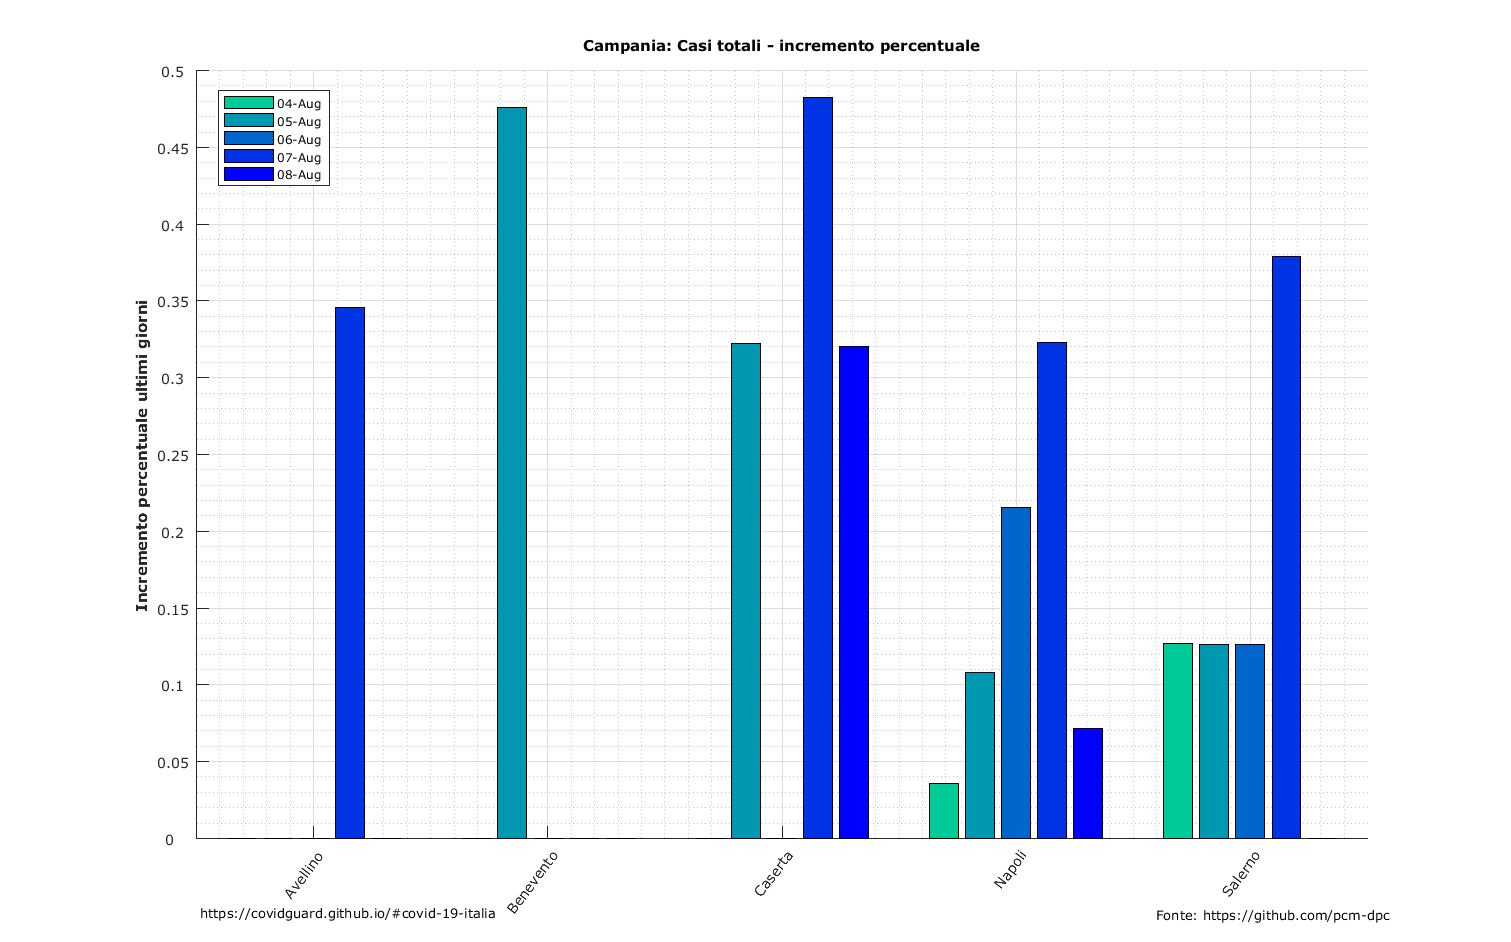 Campania: Casi totali - incremento percentuale
0.5
0.45
0.4
0.35
0.3
0.25
0.2
0.15
0.1
0.05
0
Incremento percentuale ultimi giorni
04-Aug
05-Aug
06-Aug
07-Aug
08-Aug
Avellino
Benevento
Caserta
Napoli
Salerno
https://covidguard.github.io/#covid-19-italia
Fonte: https://github.com/pcm-dpc